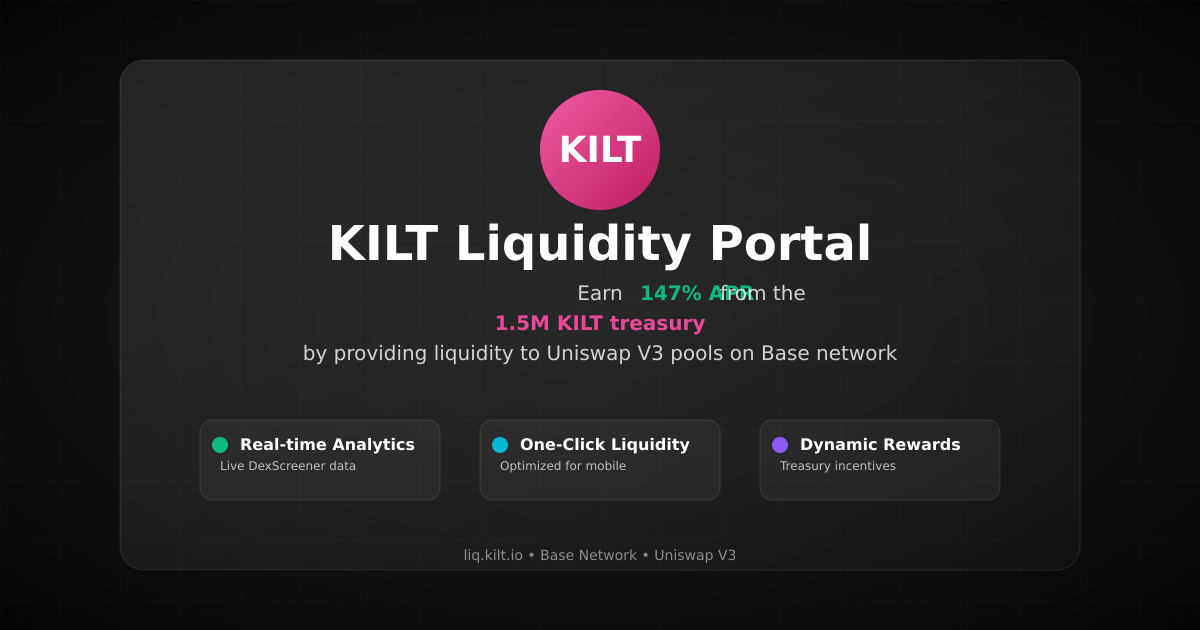 KILT
KILT Liquidity Portal
Earn 147% APR from the
1.5M KILT treasury
by providing liquidity to Uniswap V3 pools on Base network
Real-time Analytics
Live DexScreener data
One-Click Liquidity
Optimized for mobile
Dynamic Rewards
Treasury incentives
liq.kilt.io • Base Network • Uniswap V3